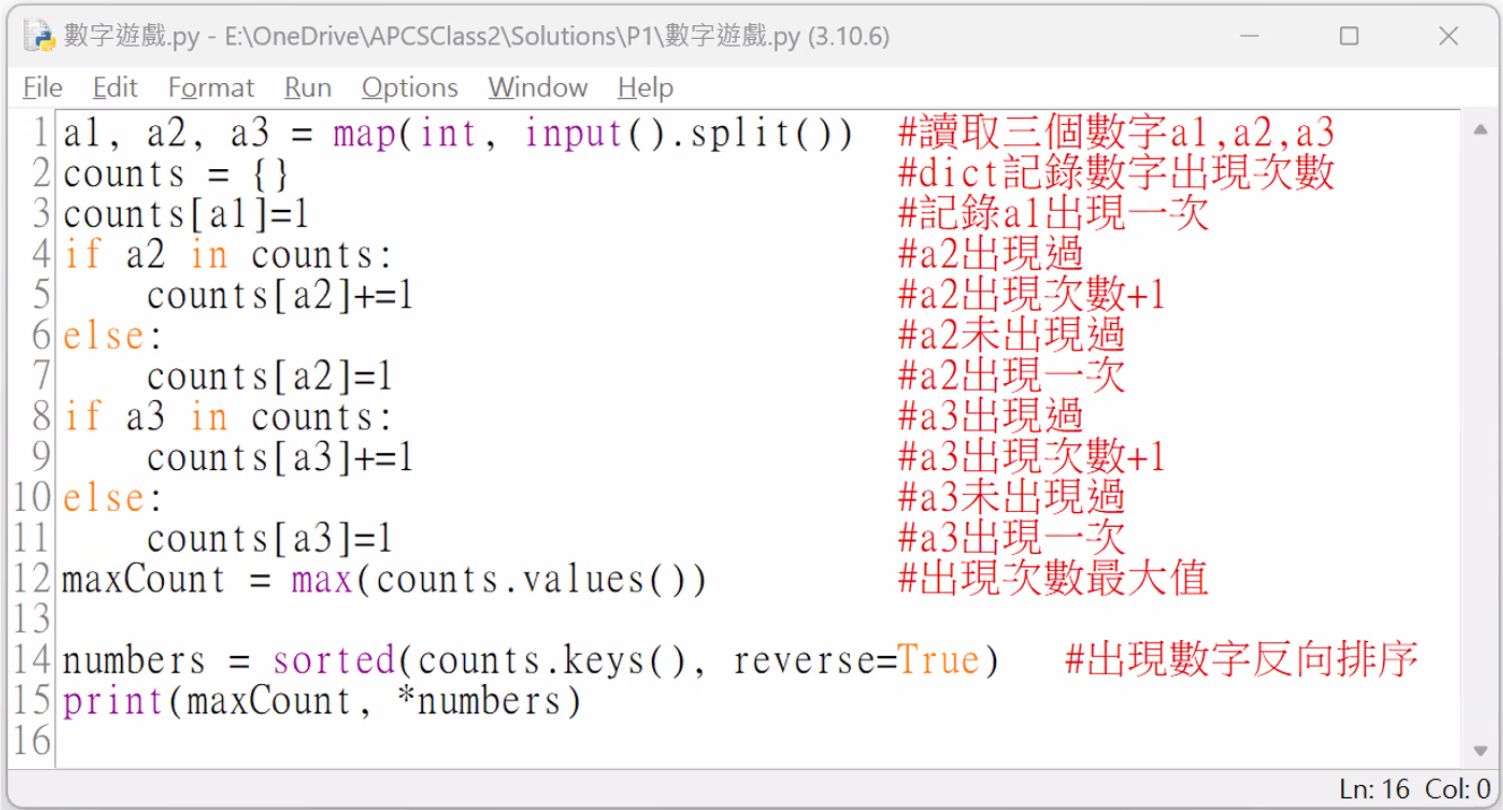 數字遊戲.py - E:\OneDrive\APCSClass2\Solutions\P1\數字遊戲.py (3.10.6)
File Edit Format Run Options Window Help
1 a1, a2, a3 = map(int, input().split()) #讀取三個數字a1,a2,a3
2 counts = {} #dict記錄數字出現次數
3 counts[a1]=1 #記錄a1出現一次
4 if a2 in counts: #a2出現過
5     counts[a2]+=1 #a2出現次數+1
6 else: #a2未出現過
7     counts[a2]=1 #a2出現一次
8 if a3 in counts: #a3出現過
9     counts[a3]+=1 #a3出現次數+1
10 else: #a3未出現過
11     counts[a3]=1 #a3出現一次
12 maxCount = max(counts.values()) #出現次數最大值
13
14 numbers = sorted(counts.keys(), reverse=True) #出現數字反向排序
15 print(maxCount, *numbers)
16
Ln: 16 Col: 0